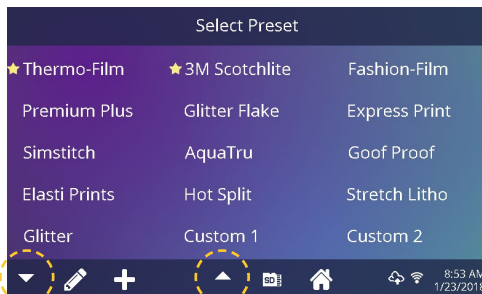 Select Preset
Thermo-Film 3M Scotchlite Fashion-Film
Premium Plus Glitter Flake Express Print
Simstitch AquaTru Goof Proof
Elasti Prints Hot Split Stretch Litho
Glitter Custom 1 Custom 2
SD 8:53 AM
1/23/2018